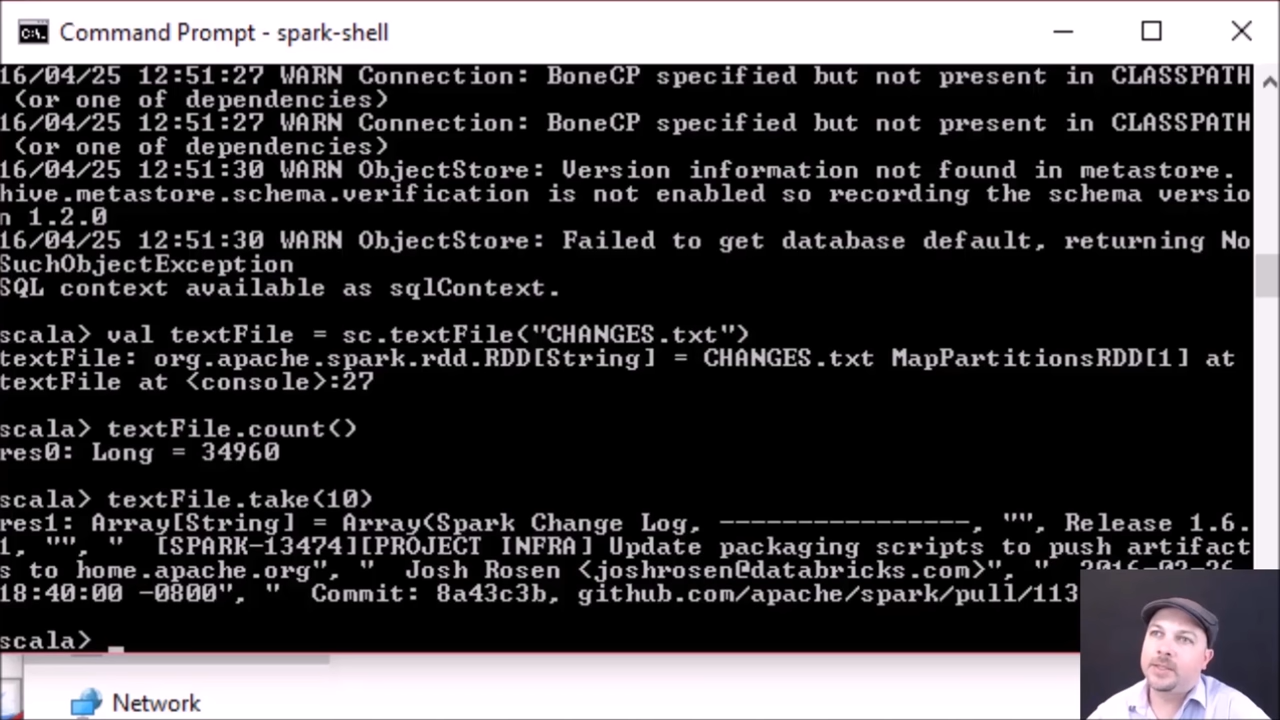 Command Prompt - spark-shell
16/04/25 12:51:27 WARN Connection: BoneCP specified but not present in CLASSPATH
(or one of dependencies)
16/04/25 12:51:27 WARN Connection: BoneCP specified but not present in CLASSPATH
(or one of dependencies)
16/04/25 12:51:30 WARN ObjectStore: Version information not found in metastore.
hive.metastore.schema.verification is not enabled so recording the schema versio
n 1.2.0
16/04/25 12:51:30 WARN ObjectStore: Failed to get database default, returning No
SuchObjectException
SQL context available as sqlContext.
scala> val textFile = sc.textFile("CHANGES.txt")
textFile: org.apache.spark.rdd.RDD[String] = CHANGES.txt MapPartitionsRDD[1] at
textFile at <console>:27
scala> textFile.count()
res0: Long = 34960
scala> textFile.take(10)
res1: Array[String] = Array(Spark Change Log, ----------------, "", Release 1.6.
1, "", "  [SPARK-13474][PROJECT INFRA] Update packaging scripts to push artifact
s to home.apache.org", "  Josh Rosen <joshrosen@databricks.com>", "  2016-02-26
18:40:00 -0800", "  Commit: 8a43c3b, github.com/apache/spark/pull/113
scala>
Network